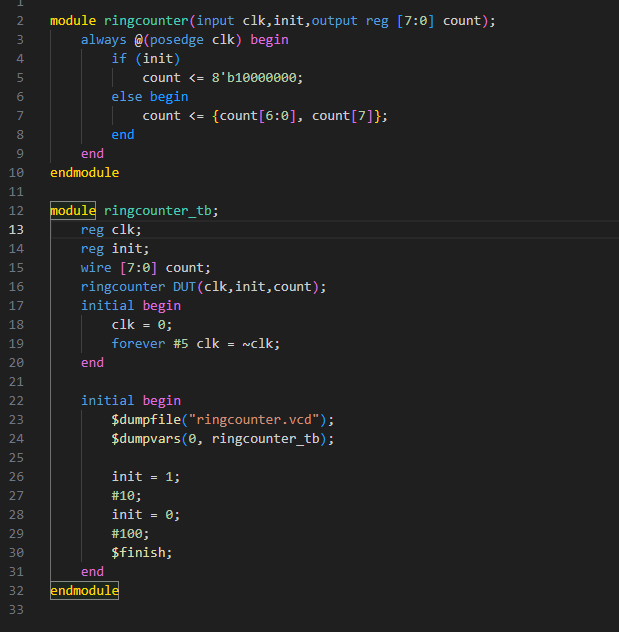 1
2 module ringcounter(input clk,init,output reg [7:0] count);
3     always @(posedge clk) begin
4         if (init)
5             count <= 8'b10000000;
6         else begin
7             count <= {count[6:0], count[7]};
8         end
9     end
10 endmodule
11
12 module ringcounter_tb;
13     reg clk;
14     reg init;
15     wire [7:0] count;
16     ringcounter DUT(clk,init,count);
17     initial begin
18         clk = 0;
19         forever #5 clk = ~clk;
20     end
21
22     initial begin
23         $dumpfile("ringcounter.vcd");
24         $dumpvars(0, ringcounter_tb);
25
26         init = 1;
27         #10;
28         init = 0;
29         #100;
30         $finish;
31     end
32 endmodule
33